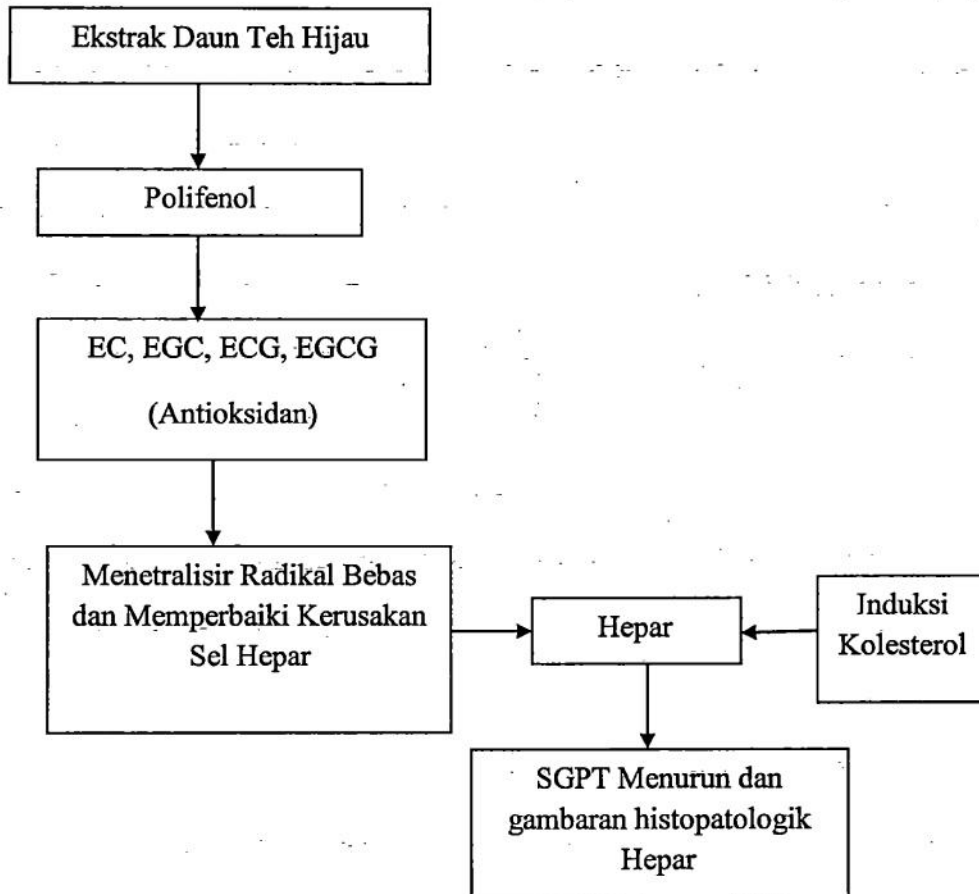 Ekstrak Daun Teh Hijau
Polifenol
EC, EGC, ECG, EGCG
(Antioksidan)
Menetralisir Radikal Bebas
dan Memperbaiki Kerusakan
Sel Hepar
Hepar
Induksi
Kolesterol
SGPT Menurun dan
gambaran histopatologik
Hepar